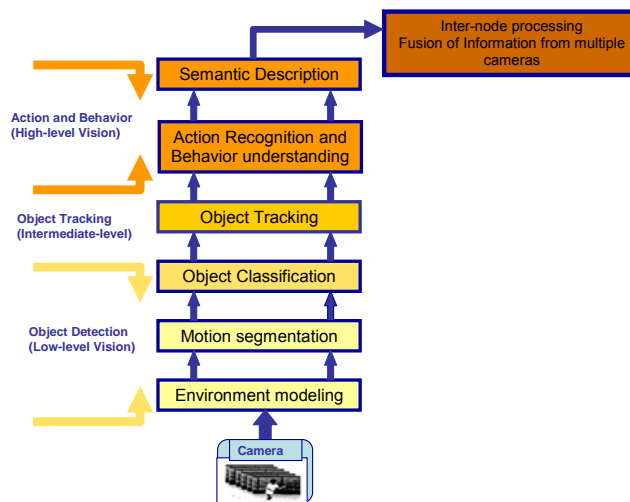 Inter-node processing
Fusion of Information from multiple
cameras
Semantic Description
Action and Behavior
(High-level Vision)
Action Recognition and
Behavior understanding
Object Tracking
(Intermediate-level)
Object Tracking
Object Classification
Object Detection
(Low-level Vision)
Motion segmentation
Environment modeling
Camera